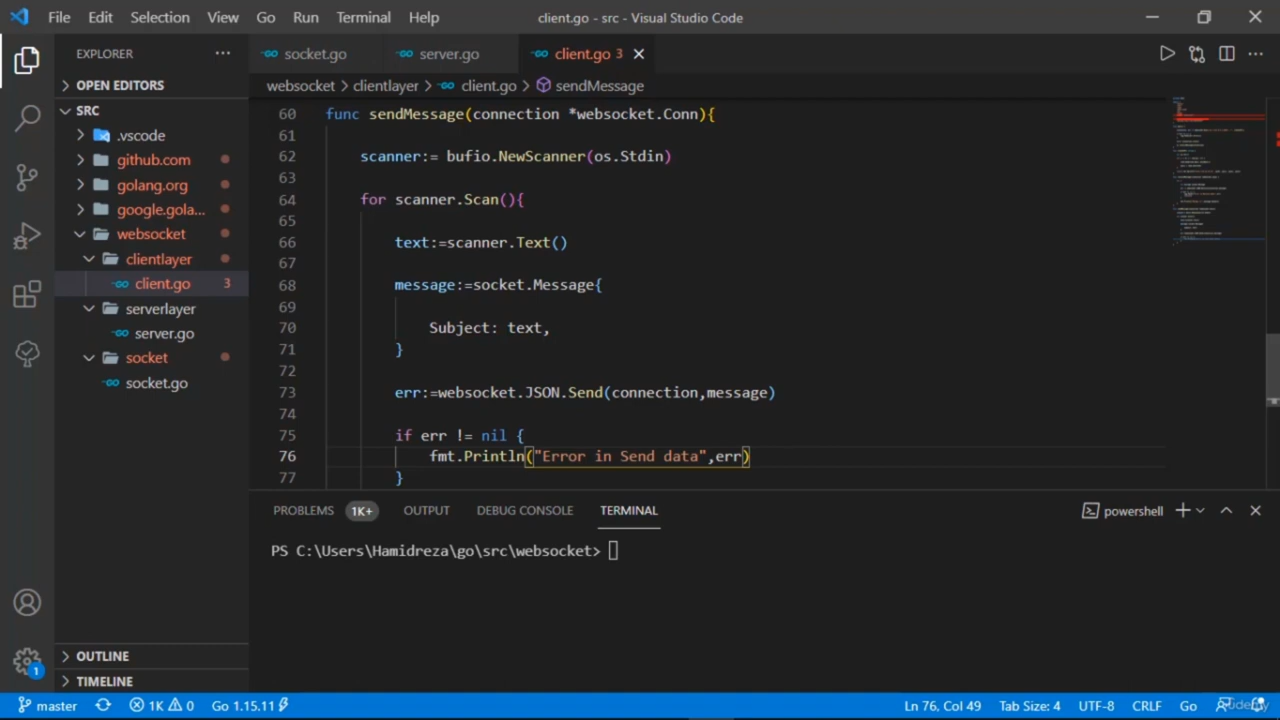 File Edit Selection View Go Run Terminal Help client.go - src - Visual Studio Code
EXPLORER
socket.go server.go client.go 3
OPEN EDITORS
websocket > clientlayer > client.go > sendMessage
SRC
.vscode
github.com
golang.org
google.gola...
websocket
clientlayer
client.go 3
serverlayer
server.go
socket
socket.go
OUTLINE
TIMELINE
60 func sendMessage(connection *websocket.Conn){
61
62 scanner:= bufio.NewScanner(os.Stdin)
63
64 for scanner.Scan(){
65
66 text:=scanner.Text()
67
68 message:=socket.Message{
69
70 Subject: text,
71 }
72
73 err:=websocket.JSON.Send(connection,message)
74
75 if err != nil {
76 fmt.Println("Error in Send data",err)
77 }
PROBLEMS 1K+ OUTPUT DEBUG CONSOLE TERMINAL powershell
PS C:\Users\Hamidreza\go\src\websocket>
1
master 1K 0 Go 1.15.11 Ln 76, Col 49 Tab Size: 4 UTF-8 CRLF Go
Udemy